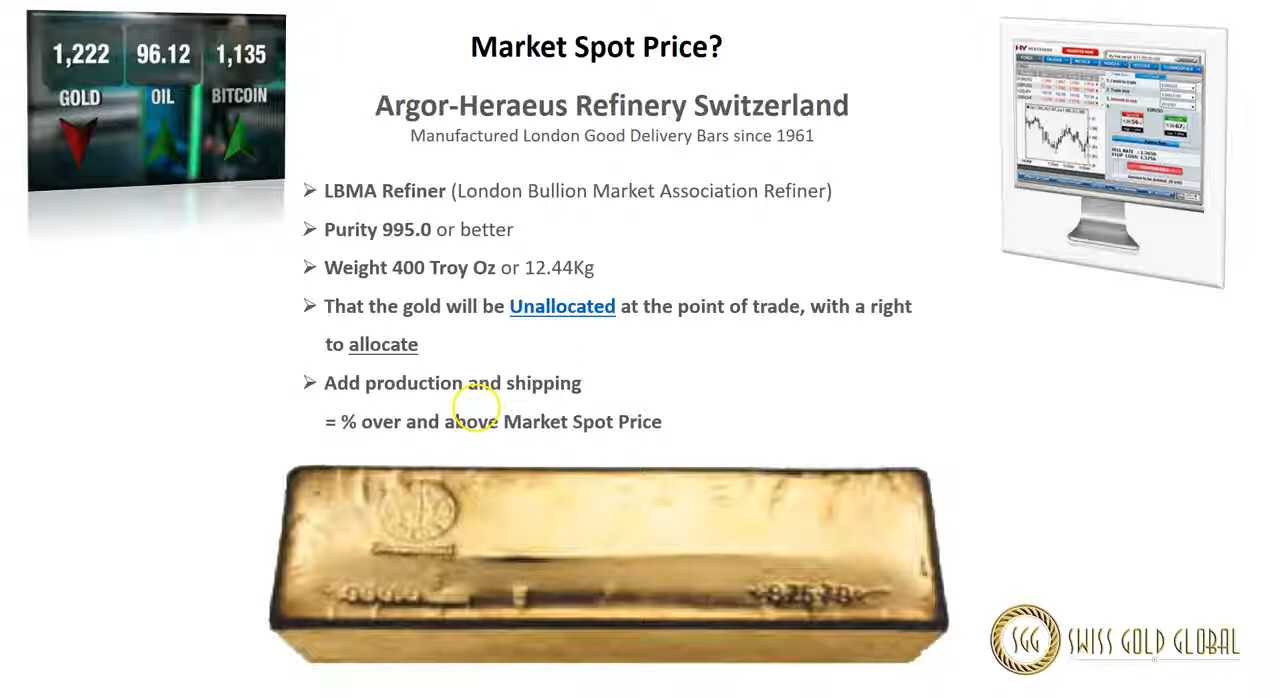 1,222 96.12 1,135
GOLD OIL BITCOIN
Market Spot Price?
Argor-Heraeus Refinery Switzerland
Manufactured London Good Delivery Bars since 1961
➢ LBMA Refiner (London Bullion Market Association Refiner)
➢ Purity 995.0 or better
➢ Weight 400 Troy Oz or 12.44Kg
➢ That the gold will be Unallocated at the point of trade, with a right
to allocate
➢ Add production and shipping
= % over and above Market Spot Price
SGG SWISS GOLD GLOBAL